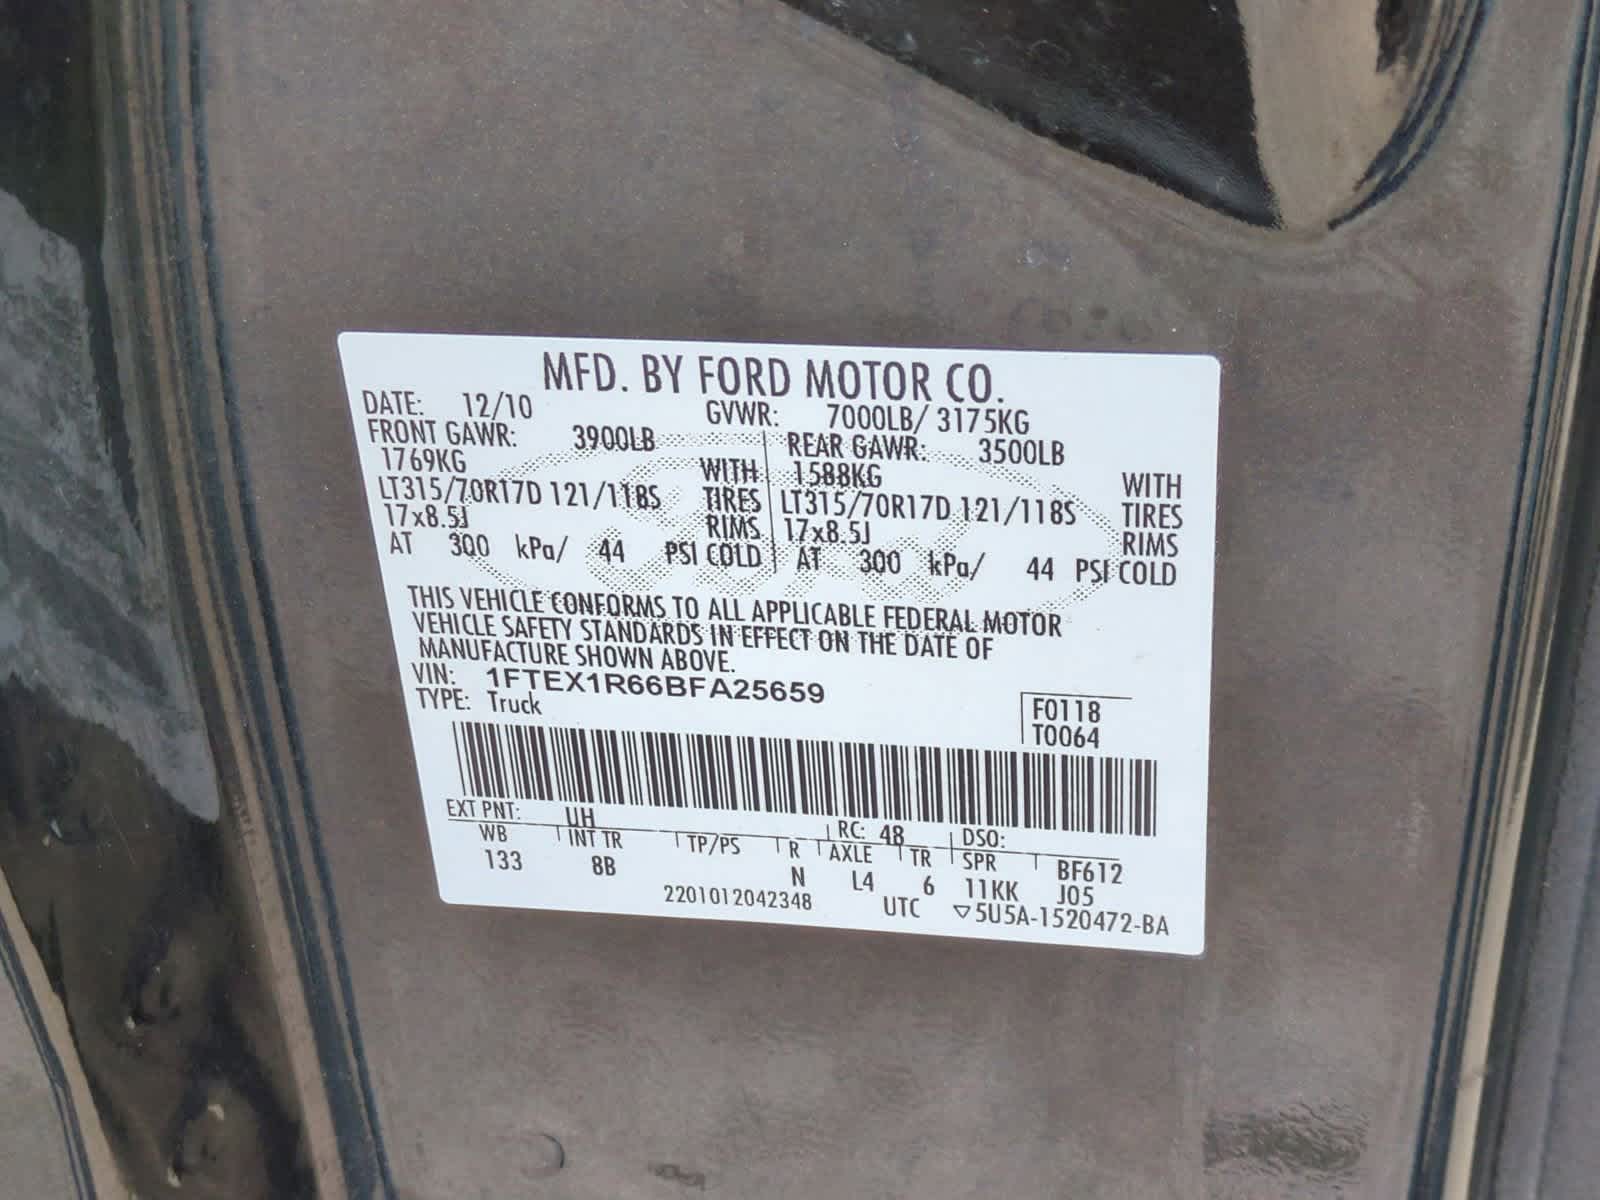 MFD. BY FORD MOTOR CO.
DATE: 12/10 GVWR: 7000LB/ 3175KG
FRONT GAWR: 3900LB REAR GAWR: 3500LB
1769KG WITH 1588KG WITH
LT315/70R17D 121/118S TIRES LT315/70R17D 121/118S TIRES
17x8.5J RIMS 17x8.5J RIMS
AT 300 kPa/ 44 PSI COLD AT 300 kPa/ 44 PSI COLD
THIS VEHICLE CONFORMS TO ALL APPLICABLE FEDERAL MOTOR
VEHICLE SAFETY STANDARDS IN EFFECT ON THE DATE OF
MANUFACTURE SHOWN ABOVE.
VIN: 1FTEX1R66BFA25659
TYPE: Truck
F0118
T0064
EXT PNT: UH RC: 48 DSO:
WB INT TR TP/PS R AXLE TR SPR BF612
133 8B N L4 6 11KK J05
2201012042348 UTC ▽5U5A-1520472-BA